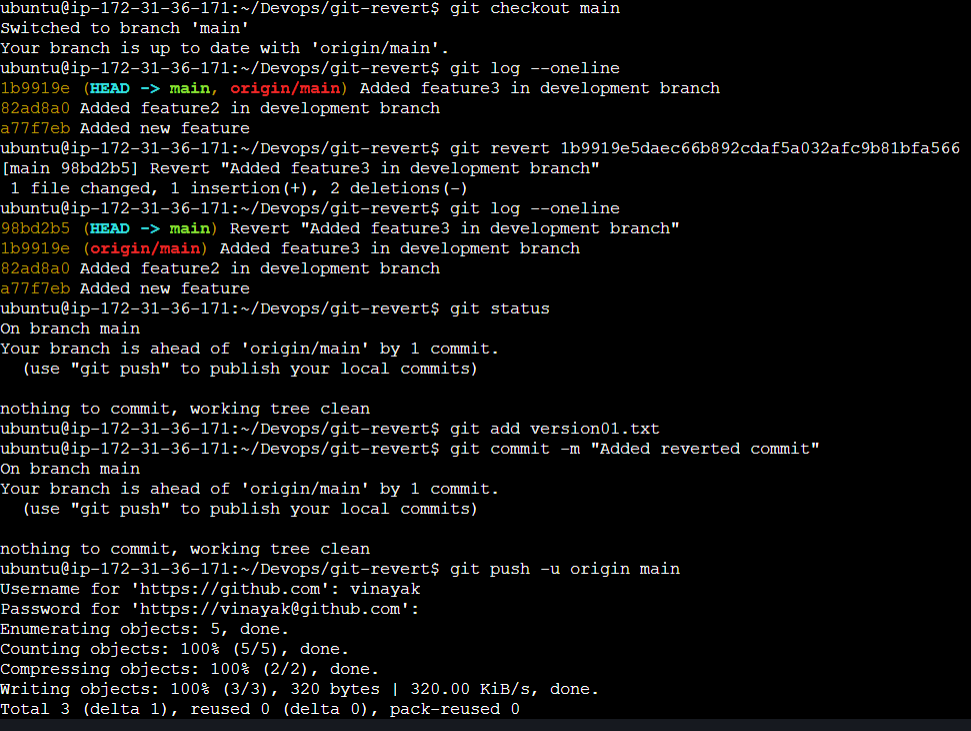 ubuntu@ip-172-31-36-171:~/Devops/git-revert$ git checkout main
Switched to branch 'main'
Your branch is up to date with 'origin/main'.
ubuntu@ip-172-31-36-171:~/Devops/git-revert$ git log --oneline
1b9919e (HEAD -> main, origin/main) Added feature3 in development branch
82ad8a0 Added feature2 in development branch
a77f7eb Added new feature
ubuntu@ip-172-31-36-171:~/Devops/git-revert$ git revert 1b9919e5daec66b892cdaf5a032afc9b81bfa566
[main 98bd2b5] Revert "Added feature3 in development branch"
 1 file changed, 1 insertion(+), 2 deletions(-)
ubuntu@ip-172-31-36-171:~/Devops/git-revert$ git log --oneline
98bd2b5 (HEAD -> main) Revert "Added feature3 in development branch"
1b9919e (origin/main) Added feature3 in development branch
82ad8a0 Added feature2 in development branch
a77f7eb Added new feature
ubuntu@ip-172-31-36-171:~/Devops/git-revert$ git status
On branch main
Your branch is ahead of 'origin/main' by 1 commit.
  (use "git push" to publish your local commits)

nothing to commit, working tree clean
ubuntu@ip-172-31-36-171:~/Devops/git-revert$ git add version01.txt
ubuntu@ip-172-31-36-171:~/Devops/git-revert$ git commit -m "Added reverted commit"
On branch main
Your branch is ahead of 'origin/main' by 1 commit.
  (use "git push" to publish your local commits)

nothing to commit, working tree clean
ubuntu@ip-172-31-36-171:~/Devops/git-revert$ git push -u origin main
Username for 'https://github.com': vinayak
Password for 'https://vinayak@github.com':
Enumerating objects: 5, done.
Counting objects: 100% (5/5), done.
Compressing objects: 100% (2/2), done.
Writing objects: 100% (3/3), 320 bytes | 320.00 KiB/s, done.
Total 3 (delta 1), reused 0 (delta 0), pack-reused 0